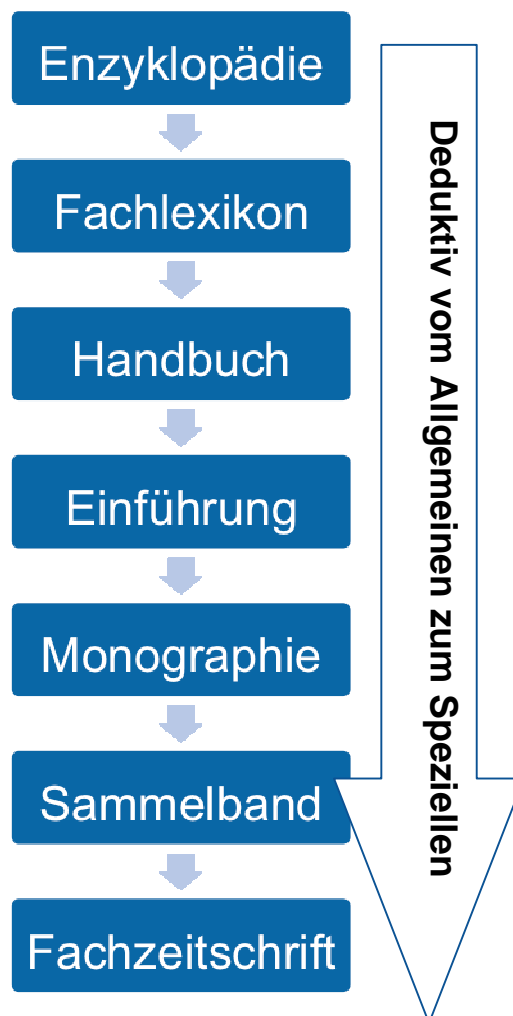 Enzyklopädie
Fachlexikon
Handbuch
Einführung
Monographie
Sammelband
Fachzeitschrift
Deduktiv vom Allgemeinen zum Speziellen